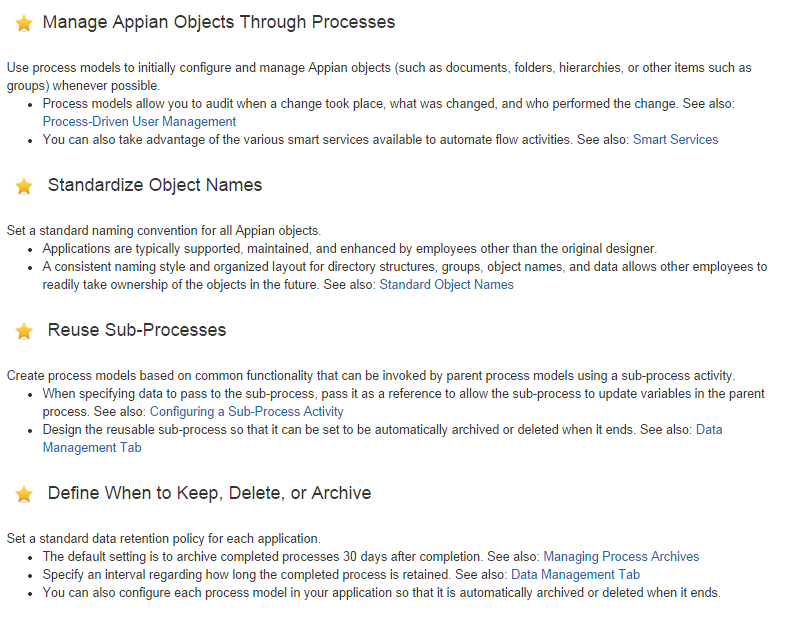 Manage Appian Objects Through Processes
Use process models to initially configure and manage Appian objects (such as documents, folders, hierarchies, or other items such as
groups) whenever possible.
Process models allow you to audit when a change took place, what was changed, and who performed the change. See also:
Process-Driven User Management
You can also take advantage of the various smart services available to automate flow activities. See also: Smart Services
Standardize Object Names
Set a standard naming convention for all Appian objects.
Applications are typically supported, maintained, and enhanced by employees other than the original designer.
A consistent naming style and organized layout for directory structures, groups, object names, and data allows other employees to
readily take ownership of the objects in the future. See also: Standard Object Names
Reuse Sub-Processes
Create process models based on common functionality that can be invoked by parent process models using a sub-process activity.
When specifying data to pass to the sub-process, pass it as a reference to allow the sub-process to update variables in the parent
process. See also: Configuring a Sub-Process Activity
Design the reusable sub-process so that it can be set to be automatically archived or deleted when it ends. See also: Data
Management Tab
Define When to Keep, Delete, or Archive
Set a standard data retention policy for each application.
The default setting is to archive completed processes 30 days after completion. See also: Managing Process Archives
Specify an interval regarding how long the completed process is retained. See also: Data Management Tab
You can also configure each process model in your application so that it is automatically archived or deleted when it ends.